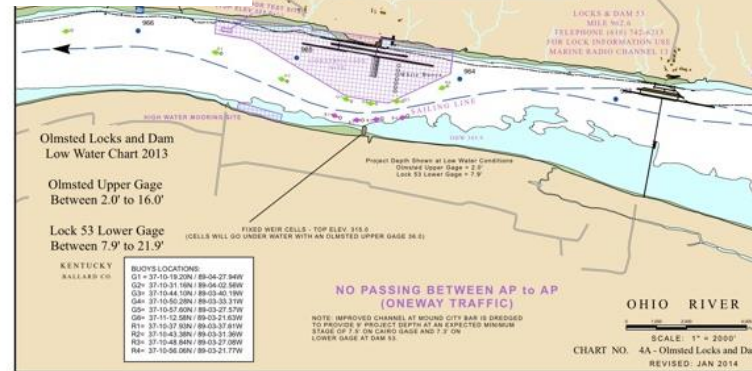 966
965
964
LOCKS & DAM 53
MILE 962.6
FOR LOCK INFORMATION USE
SAILING LINE
HIGH WATER MOORING SITE
Olmsted Locks and Dam
Low Water Chart 2013
Olmsted Upper Gage
Between 2.0' to 16.0'
Lock 53 Lower Gage
Between 7.9' to 21.9'
Project Depth Shown at Low Water Conditions
Olmsted Upper Gage = 2.0'
Lock 53 Gage = 7.9'
FIXED WEIR CELLS - TOP ELEV. 315.0
(CELLS WILL GO UNDER WATER WITH AN OLMSTED UPPER GAGE
KENTUCKY
BALLARD CO.
BUOYS LOCATIONS:
G1 = 37-10-19.20N / 89-04-27.94W
G2= 37-10-31.16N / 89-04-02.56W
G3= 37-10-44.10N / 89-03-40.19W
G4= 37-10-50.28N / 89-03-33.31W
G5= 37-10-57.60N / 89-03-27.57W
G6= 37-11-12.58N / 89-03-21.63W
R1= 37-10-37.93N / 89-03-37.81W
R2= 37-10-43.38N / 89-03-31.36W
R3= 37-10-48.84N / 89-03-27.08W
R4= 37-10-56.06N / 89-03-21.77W
NO PASSING BETWEEN AP to AP
(ONEWAY TRAFFIC)
NOTE: IMPROVED CHANNEL AT MOUND CITY BAR IS DREDGED
TO PROVIDE 9' PROJECT DEPTH AT AN EXPECTED MINIMUM
STAGE OF 7.5' ON CAIRO GAGE AND 7.3' ON
LOWER GAGE AT DAM 53.
OHIO RIVER
SCALE: 1" = 2000'
CHART NO. 4A - Olmsted Locks and Da
REVISED: JAN 2014